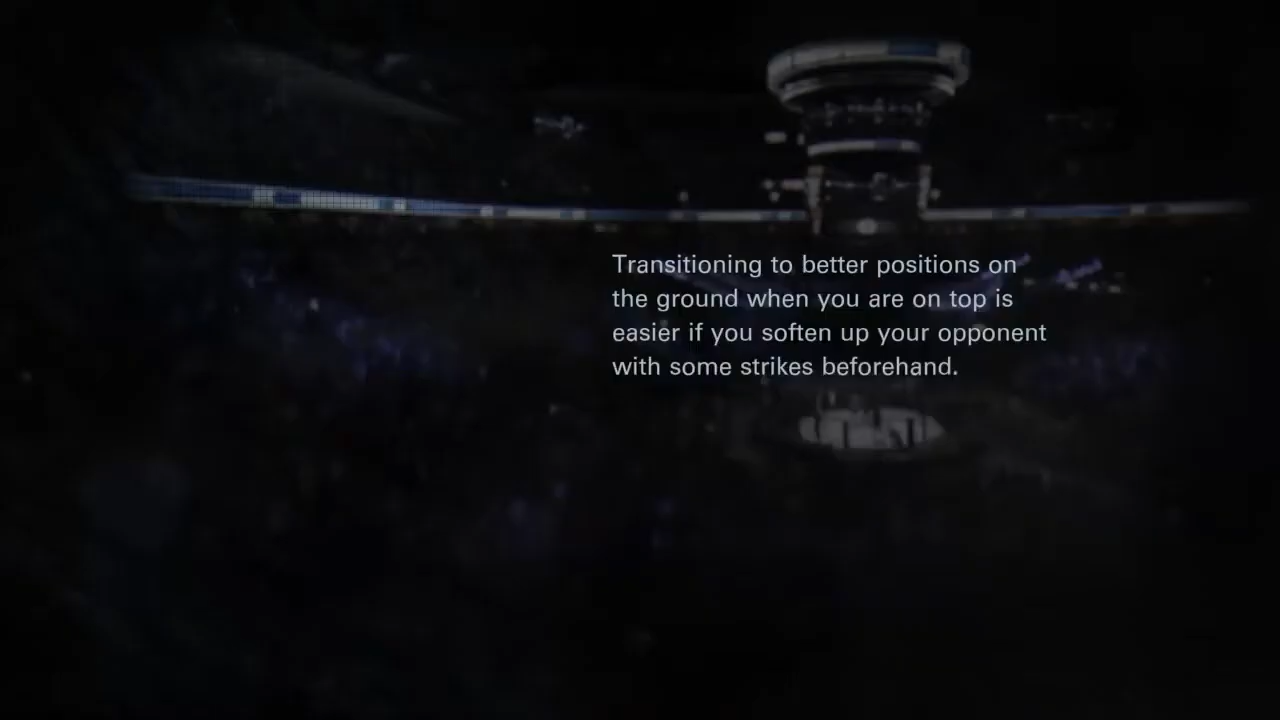 Transitioning to better positions on
the ground when you are on top is
easier if you soften up your opponent
with some strikes beforehand.